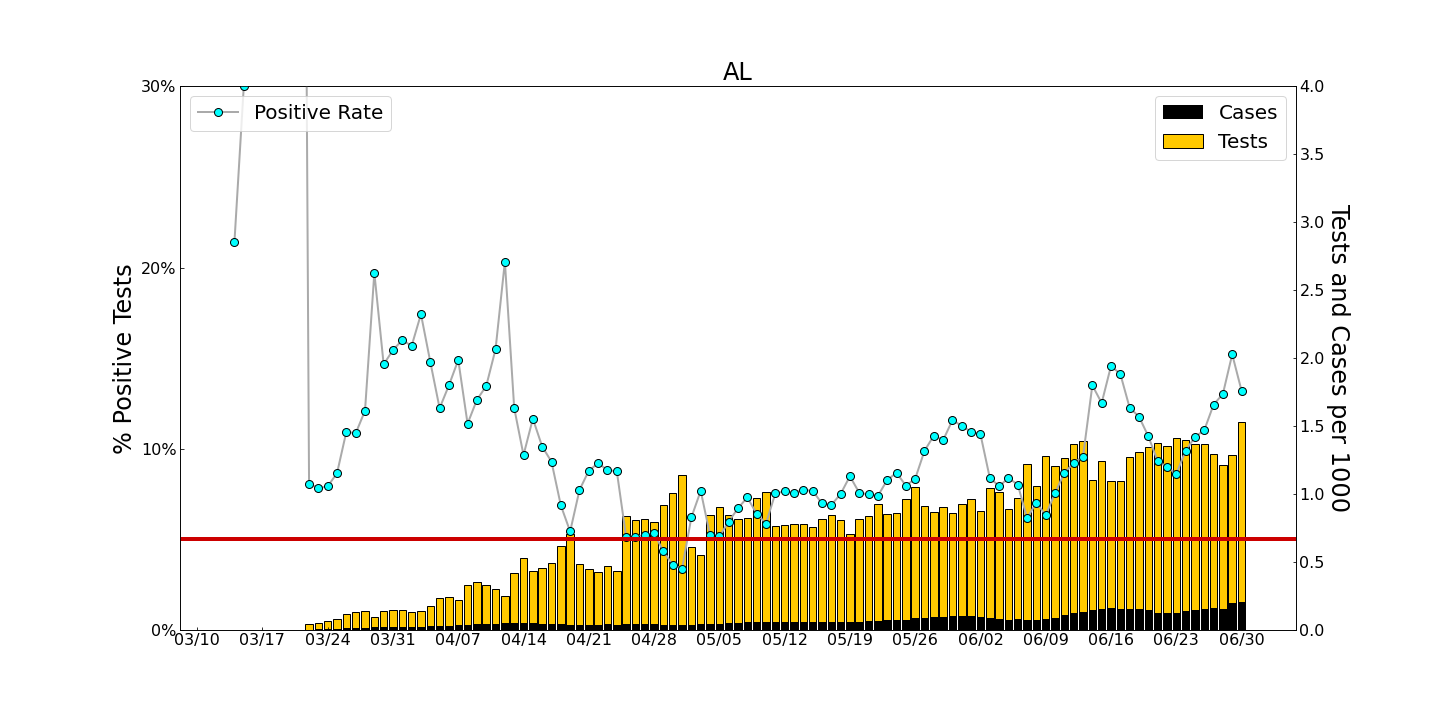 AL
Positive Rate
Cases
Tests
% Positive Tests
30%
20%
10%
0%
Tests and Cases per 1000
4.0
3.5
3.0
2.5
2.0
1.5
1.0
0.5
0.0
03/10 03/17 03/24 03/31 04/07 04/14 04/21 04/28 05/05 05/12 05/19 05/26 06/02 06/09 06/16 06/23 06/30